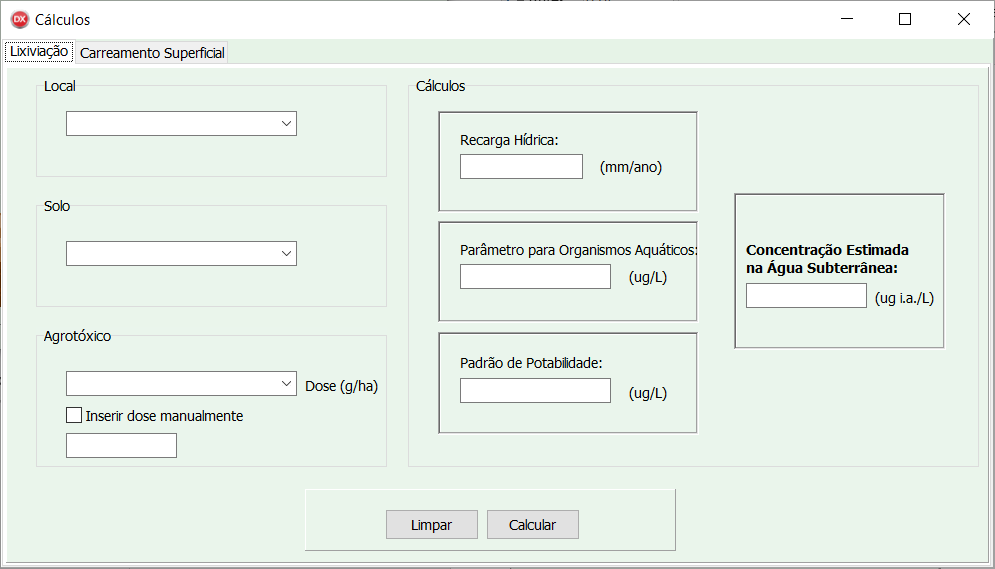 DX Cálculos
Lixiviação Carreamento Superficial
Local
Solo
Agrotóxico
Dose (g/ha)
Inserir dose manualmente
Cálculos
Recarga Hídrica:
(mm/ano)
Parâmetro para Organismos Aquáticos:
(ug/L)
Padrão de Potabilidade:
(ug/L)
Concentração Estimada
na Água Subterrânea:
(ug i.a./L)
Limpar Calcular